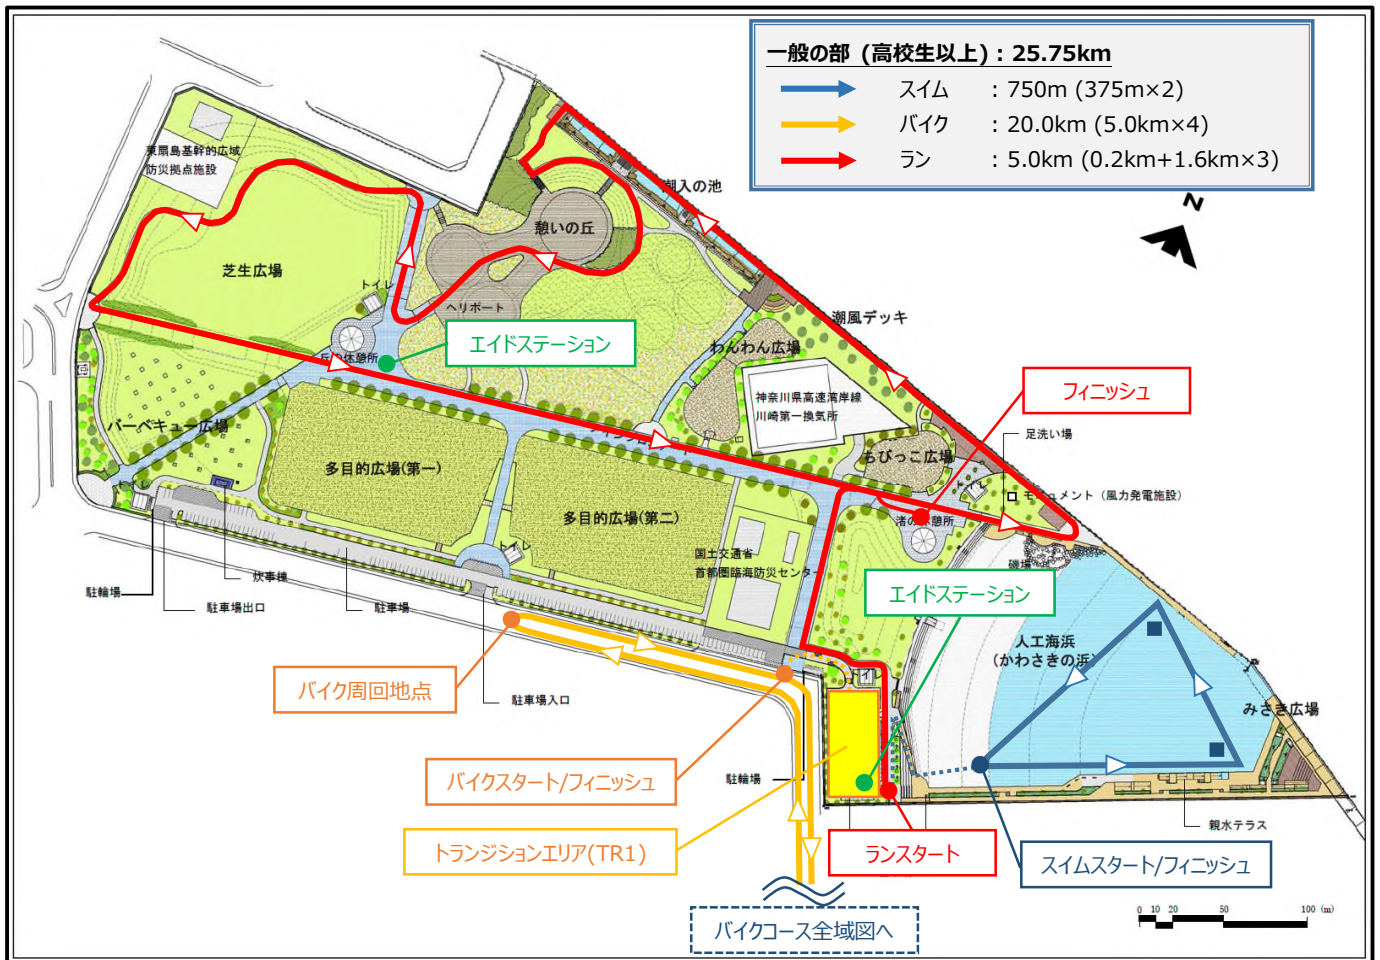 一般の部 (高校生以上) : 25.75km
スイム : 750m (375m×2)
バイク : 20.0km (5.0km×4)
ラン : 5.0km (0.2km+1.6km×3)
N
東扇島基幹的広域
防災拠点施設
潮入の池
憩いの丘
芝生広場
トイレ
ヘリポート
エイドステーション
潮風デッキ
わんわん広場
フィニッシュ
神奈川県高速湾岸線
川崎第一換気所
足洗い場
バーベキュー広場
ちびっこ広場
多目的広場(第一)
トイレ
トイレ
モニュメント（風力発電施設）
多目的広場(第二)
渚の休憩所
トイレ
国土交通省
首都圏臨海防災センター
磯場
炊事棟
駐輪場
駐車場出口
駐車場
エイドステーション
人工海浜
(かわさきの浜)
トイレ
バイク周回地点
駐車場入口
みさき広場
バイクスタート/フィニッシュ
駐輪場
親水テラス
トランジションエリア(TR1)
ランスタート
スイムスタート/フィニッシュ
0 10 20 50 100 (m)
バイクコース全域図へ